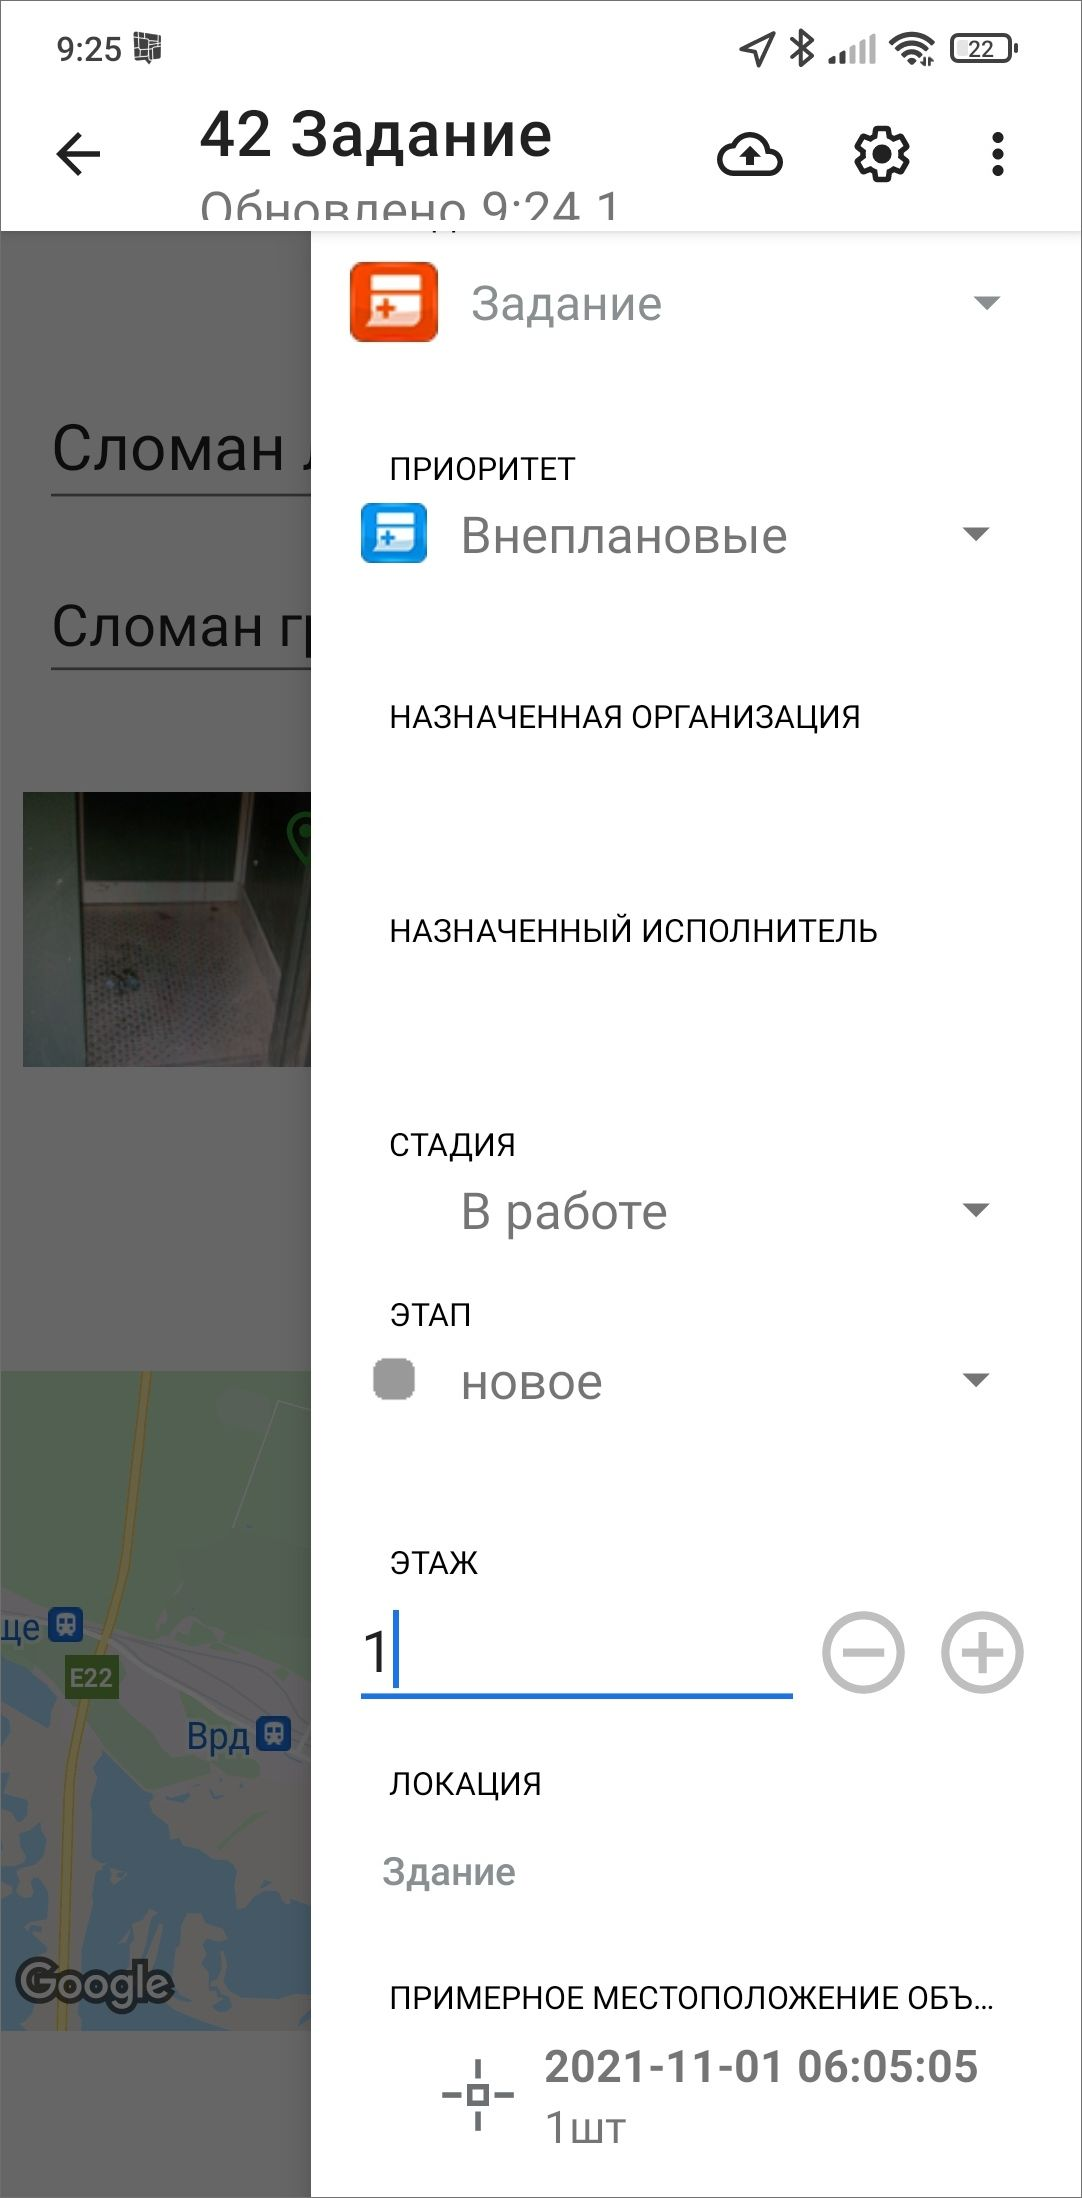 9:25
22
42 Задание
Обновлено 9:24 1
Задание
Сломан
ПРИОРИТЕТ
Внеплановые
Сломан
НАЗНАЧЕННАЯ ОРГАНИЗАЦИЯ
НАЗНАЧЕННЫЙ ИСПОЛНИТЕЛЬ
СТАДИЯ
В работе
ЭТАП
новое
ЭТАЖ
1
ще
E22
Врд
ЛОКАЦИЯ
Здание
Google
ПРИМЕРНОЕ МЕСТОПОЛОЖЕНИЕ ОБЪ...
2021-11-01 06:05:05
1шт